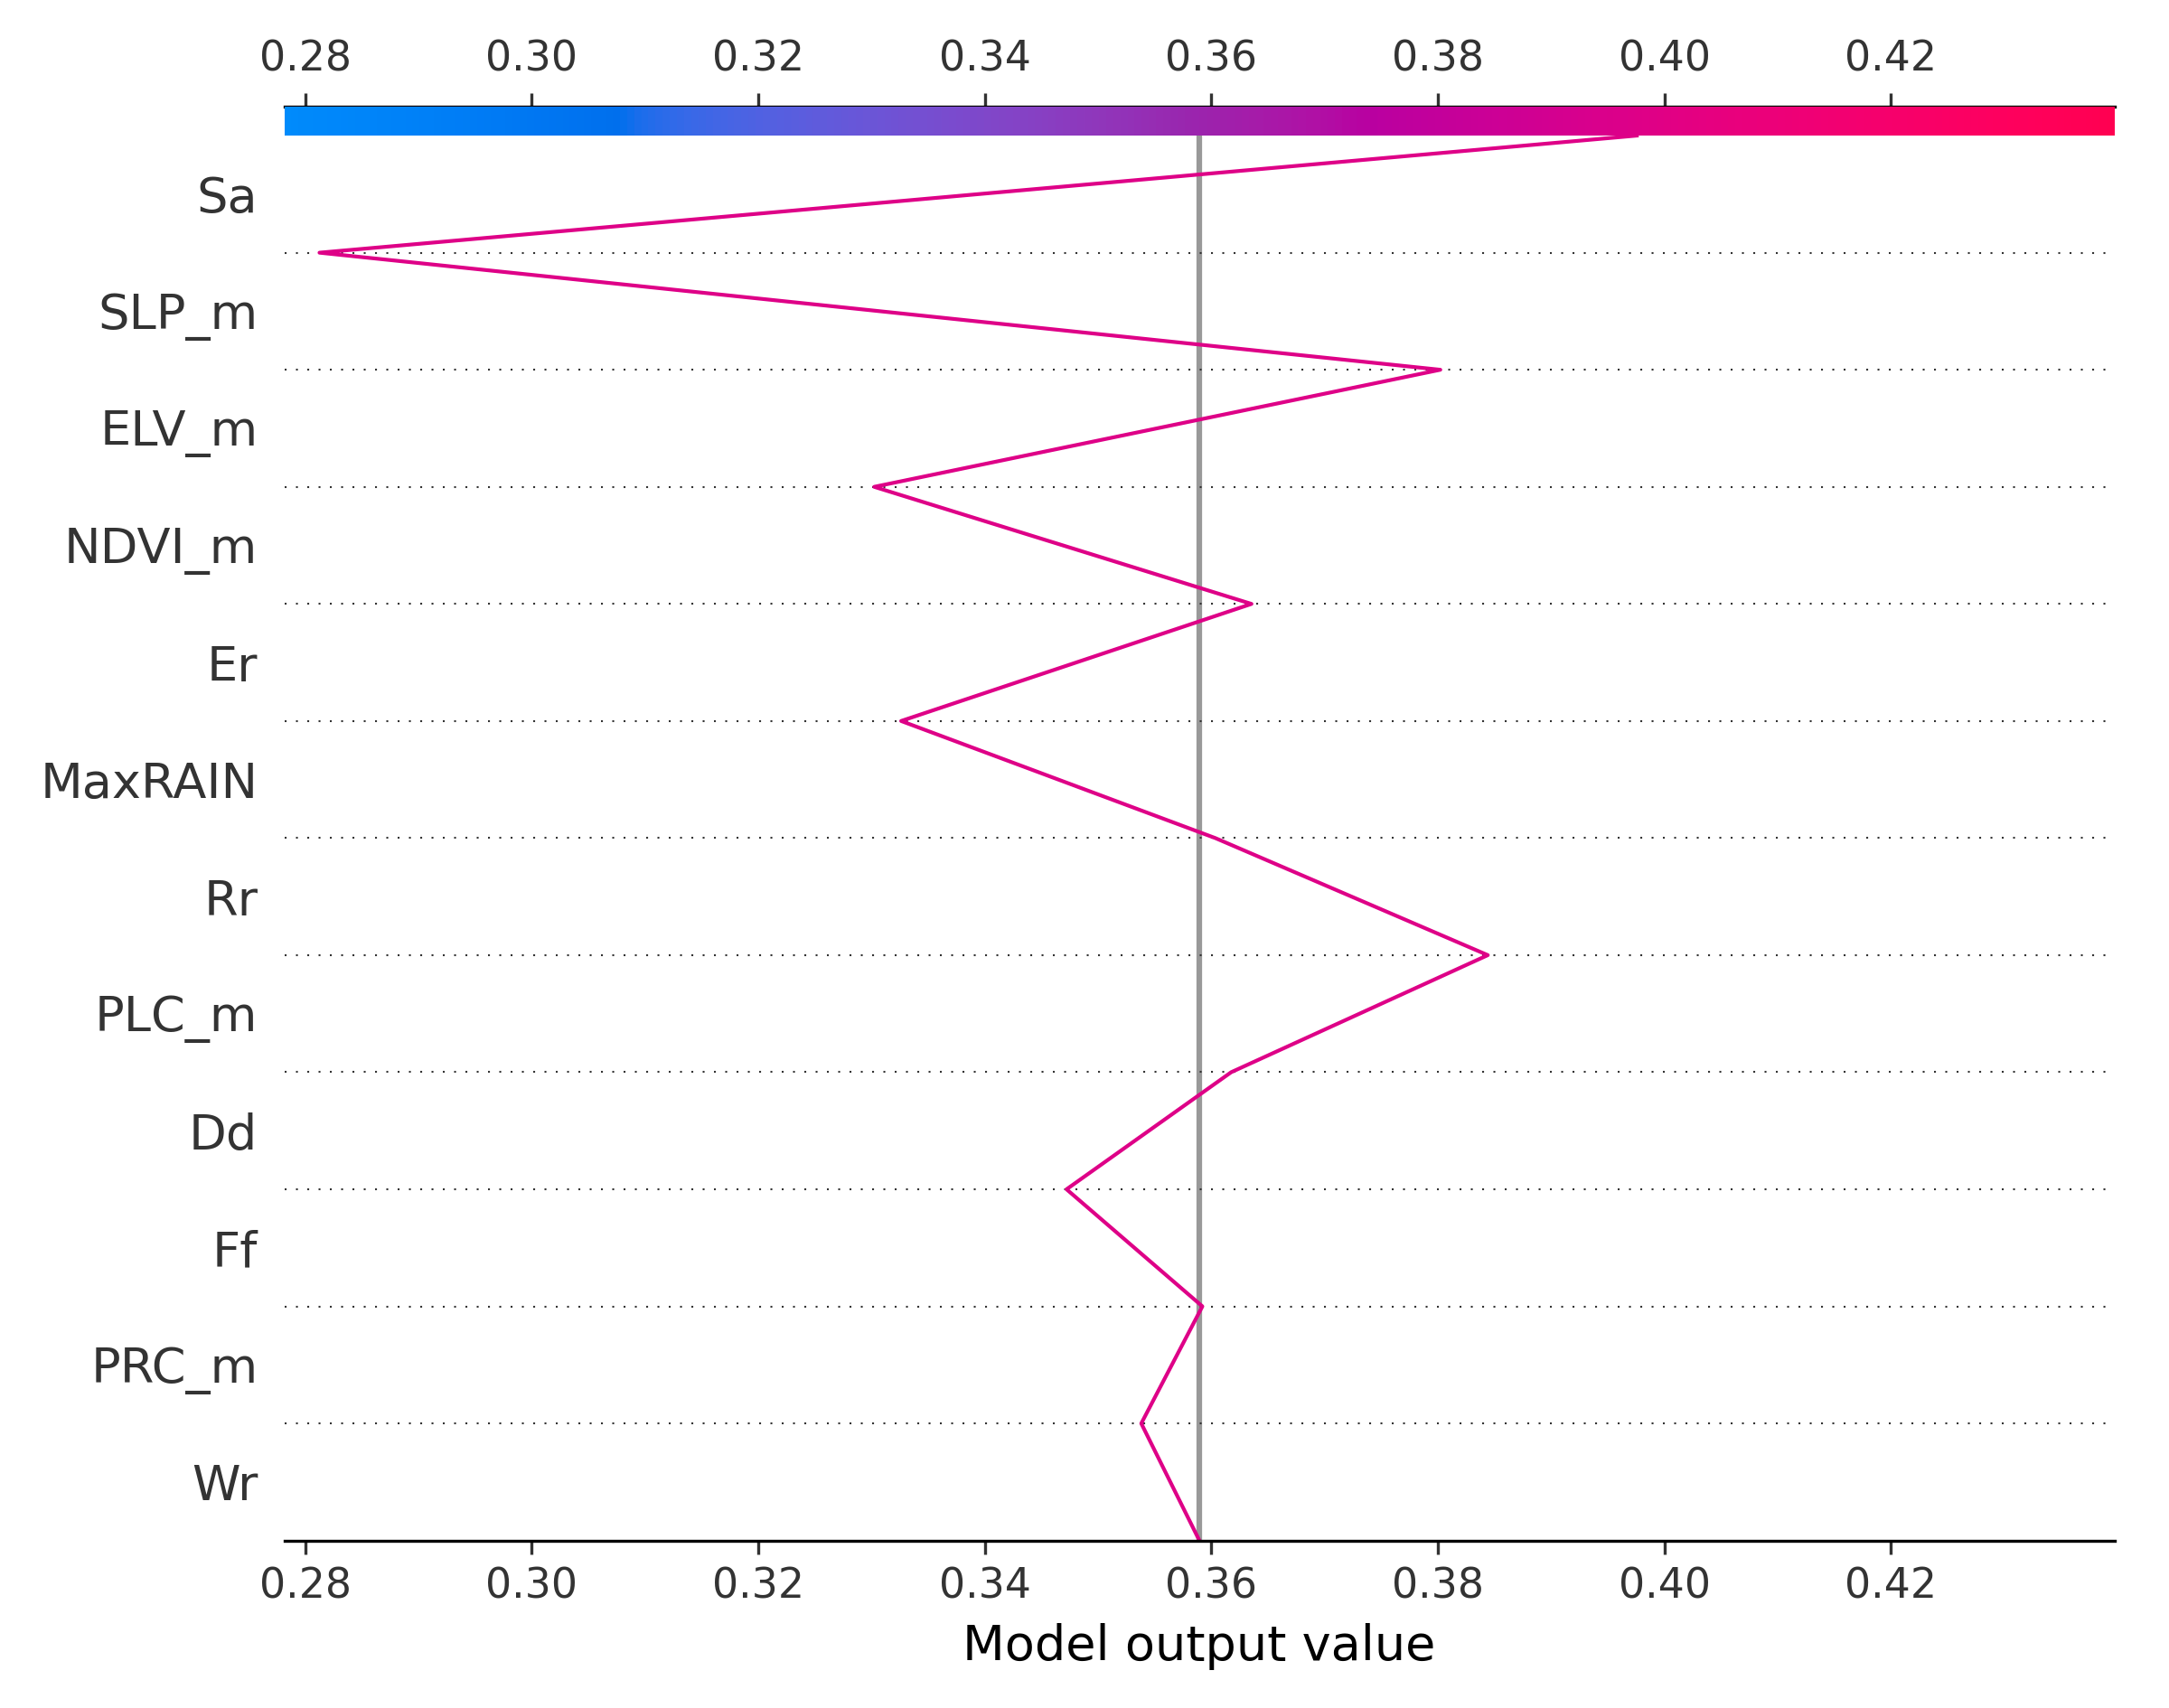 0.28 0.30 0.32 0.34 0.36 0.38 0.40 0.42
Sa
SLP_m
ELV_m
NDVI_m
Er
MaxRAIN
Rr
PLC_m
Dd
Ff
PRC_m
Wr
0.28 0.30 0.32 0.34 0.36 0.38 0.40 0.42
Model output value